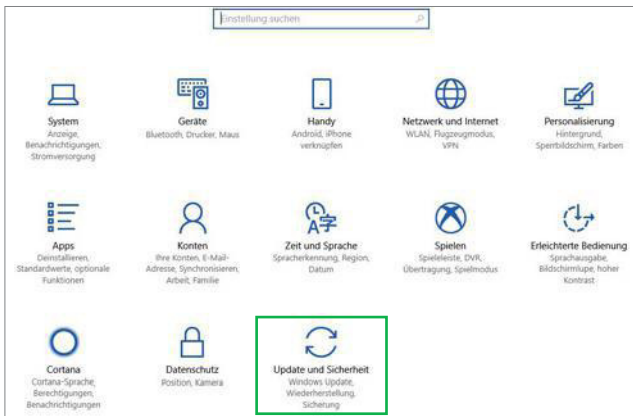 Einstellung suchen
System
Anzeige,
Benachrichtigungen,
Stromversorgung
Geräte
Bluetooth, Drucker, Maus
Handy
Android, iPhone
verknüpfen
Netzwerk und Internet
WLAN, Flugzeugmodus,
VPN
Personalisierung
Hintergrund,
Sperrbildschirm, Farben
Apps
Deinstallieren,
Standardwerte, optionale
Funktionen
Konten
Ihre Konten, E-Mail-
Adresse, Synchronisieren,
Arbeit, Familie
Zeit und Sprache
Spracherkennung, Region,
Datum
Spielen
Spieleleiste, DVR,
Übertragung, Spielmodus
Erleichterte Bedienung
Sprachausgabe,
Bildschirmlupe, hoher
Kontrast
Cortana
Cortana-Sprache,
Berechtigungen,
Benachrichtigungen
Datenschutz
Position, Kamera
Update und Sicherheit
Windows Update,
Wiederherstellung,
Sicherung